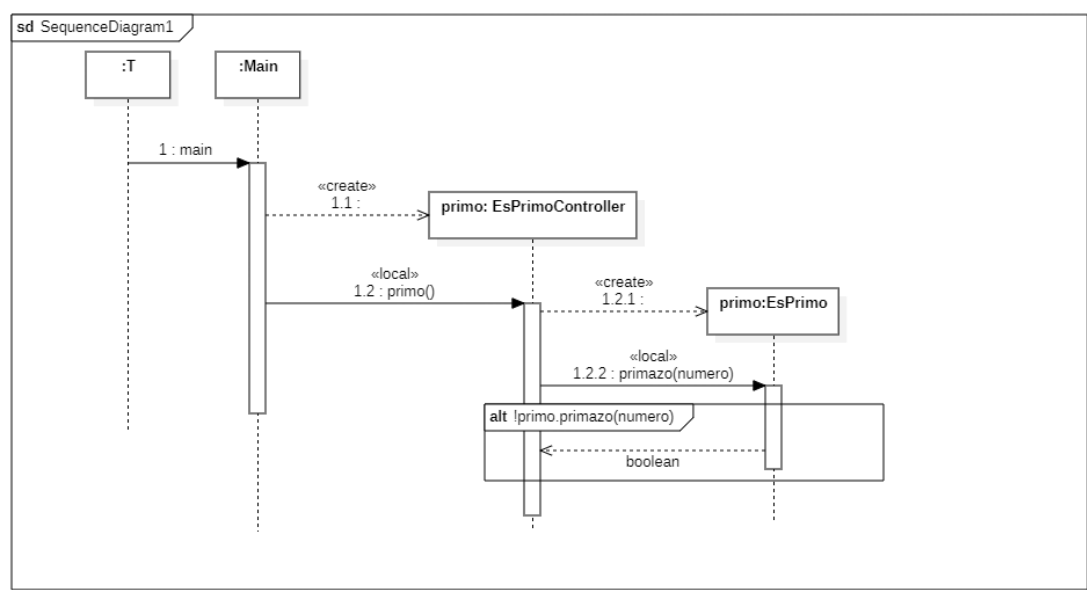 sd SequenceDiagram1
:T
:Main
1 : main
«create»
1.1 :
primo: EsPrimoController
«local»
1.2 : primo()
«create»
1.2.1 :
primo:EsPrimo
«local»
1.2.2 : primazo(numero)
alt !primo.primazo(numero)
boolean